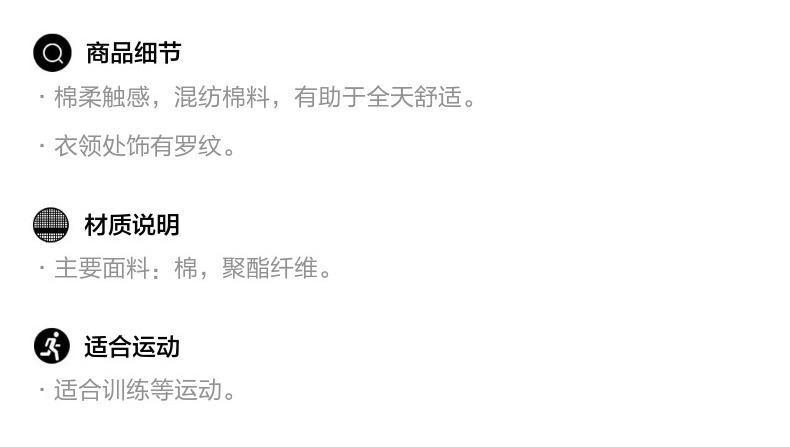 商品细节
· 棉柔触感，混纺棉料，有助于全天舒适。
· 衣领处饰有罗纹。
材质说明
· 主要面料：棉，聚酯纤维。
适合运动
· 适合训练等运动。